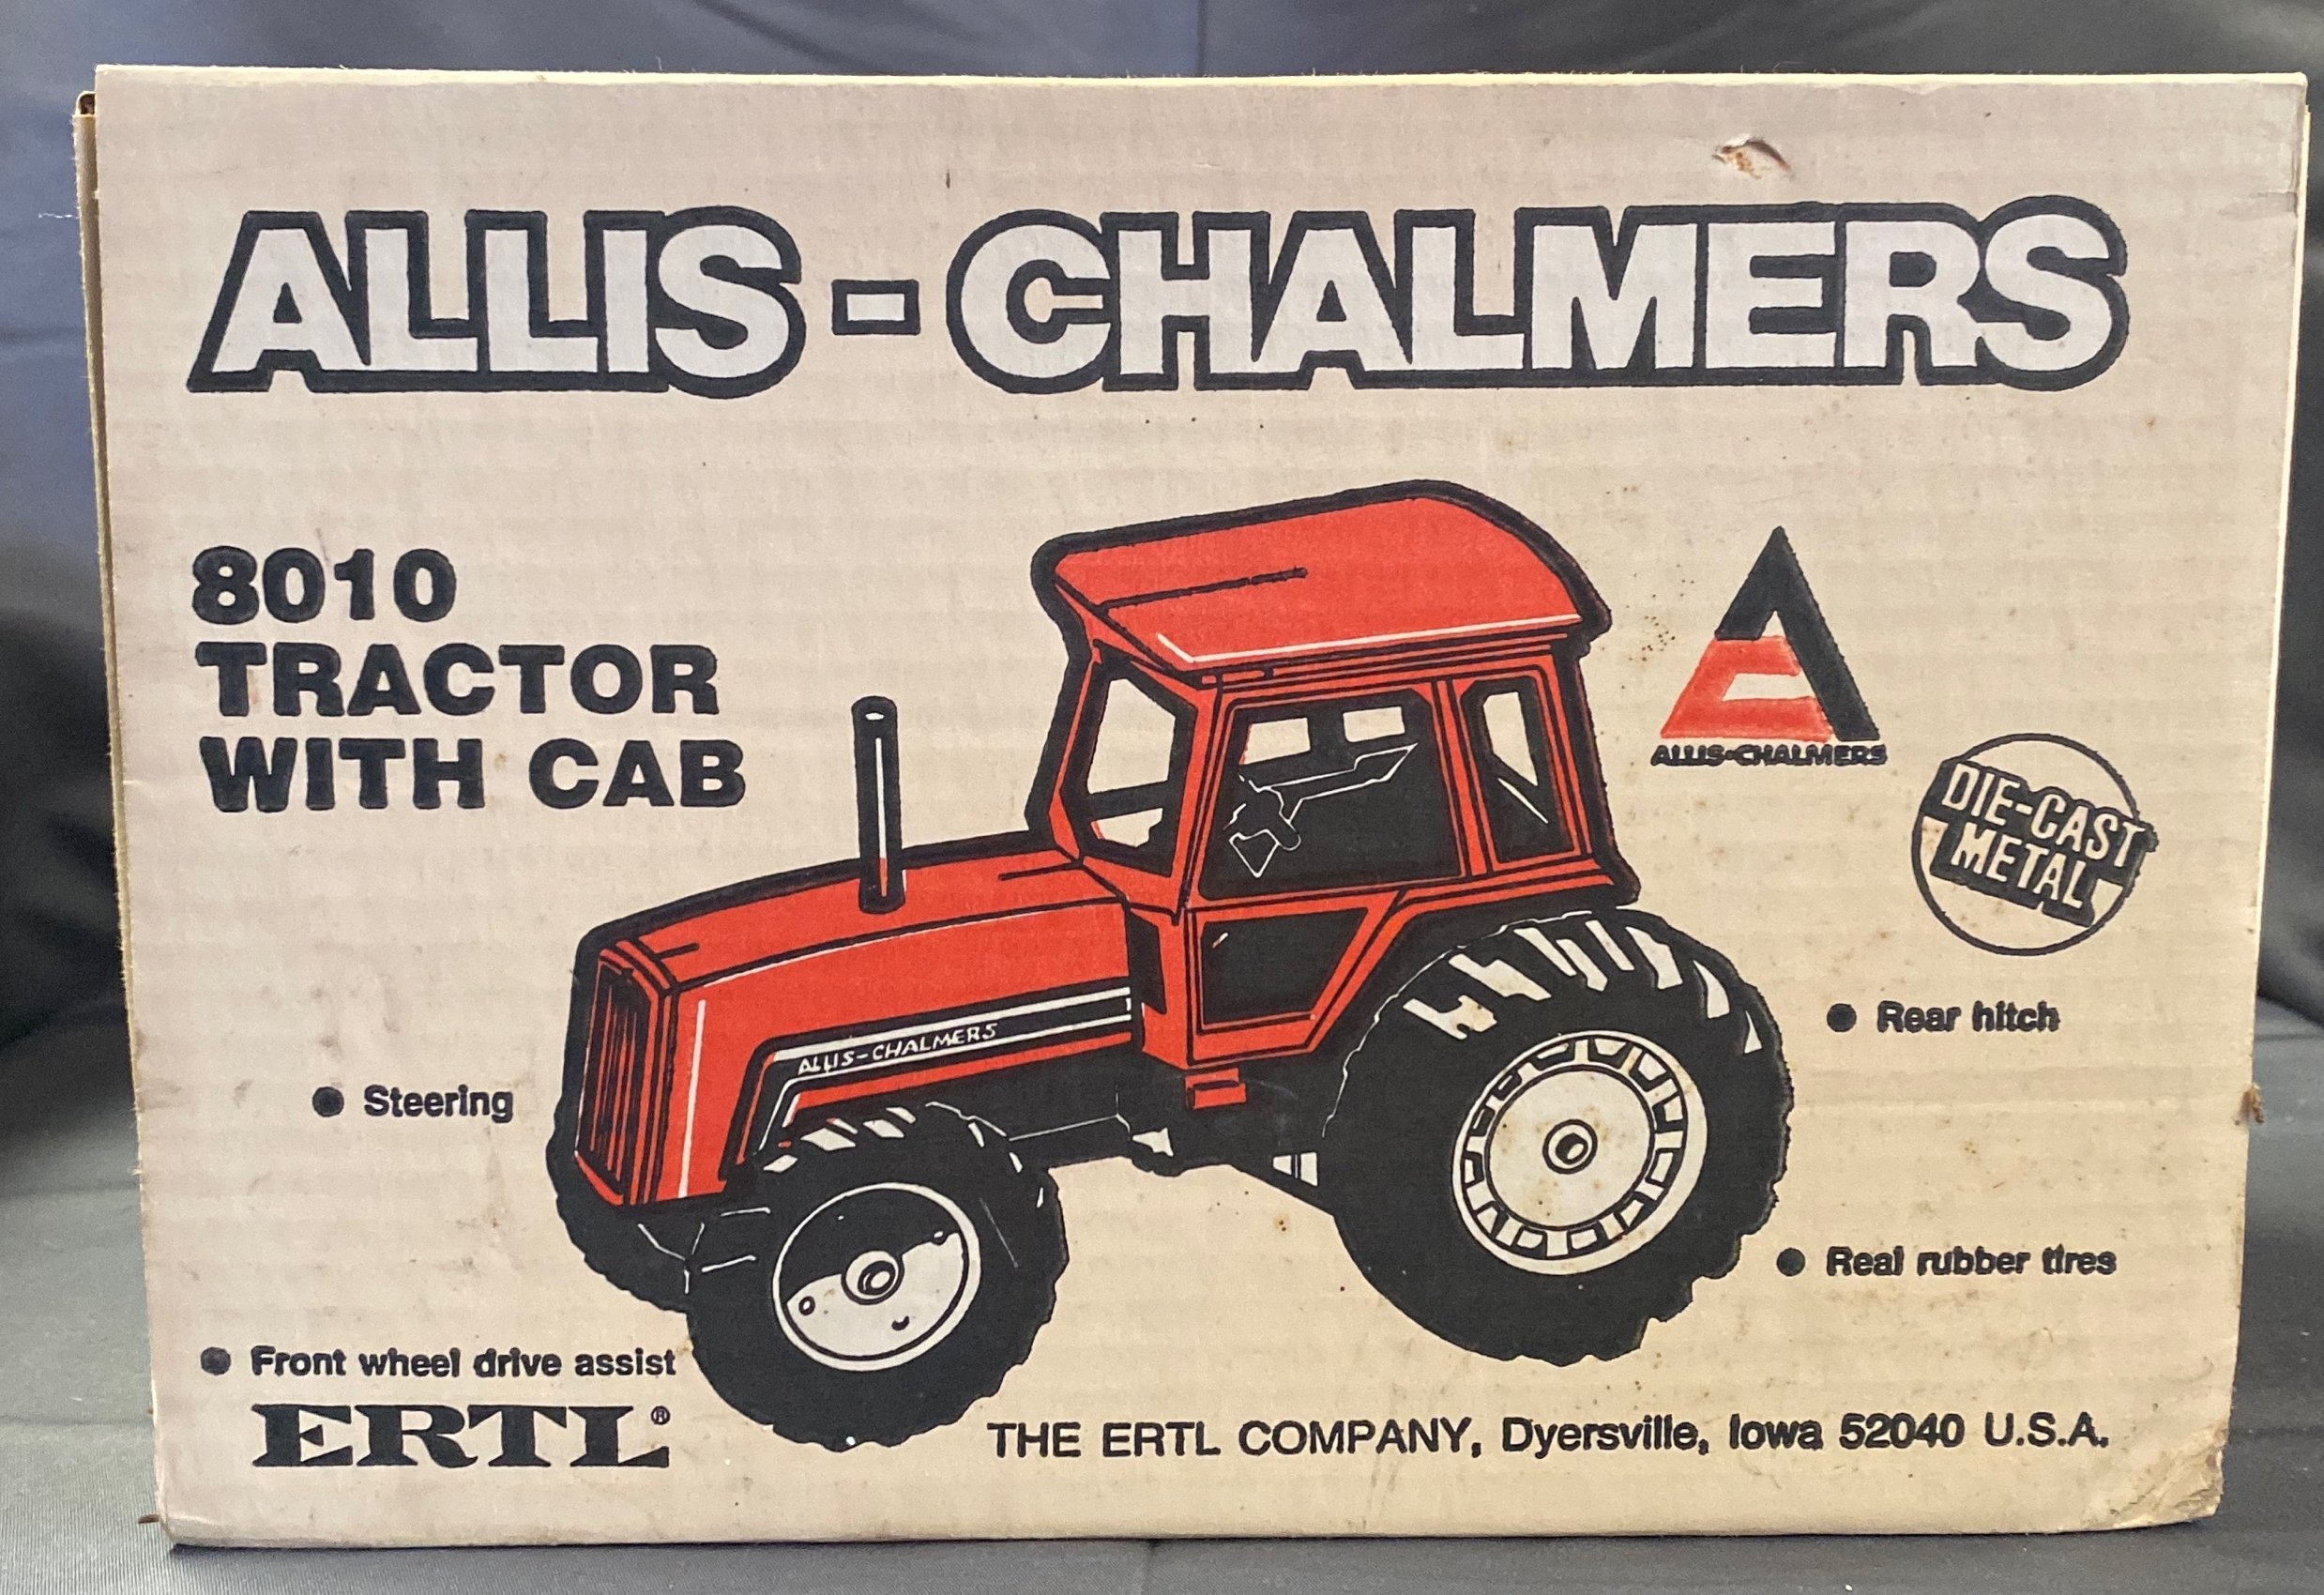 ALLIS-CHALMERS
8010
TRACTOR
WITH CAB
ALLIS-CHALMERS
DIE-CAST
METAL
ALLIS-CHALMERS
● Rear hitch
● Steering
● Real rubber tires
● Front wheel drive assist
ERTL®
THE ERTL COMPANY, Dyersville, Iowa 52040 U.S.A.